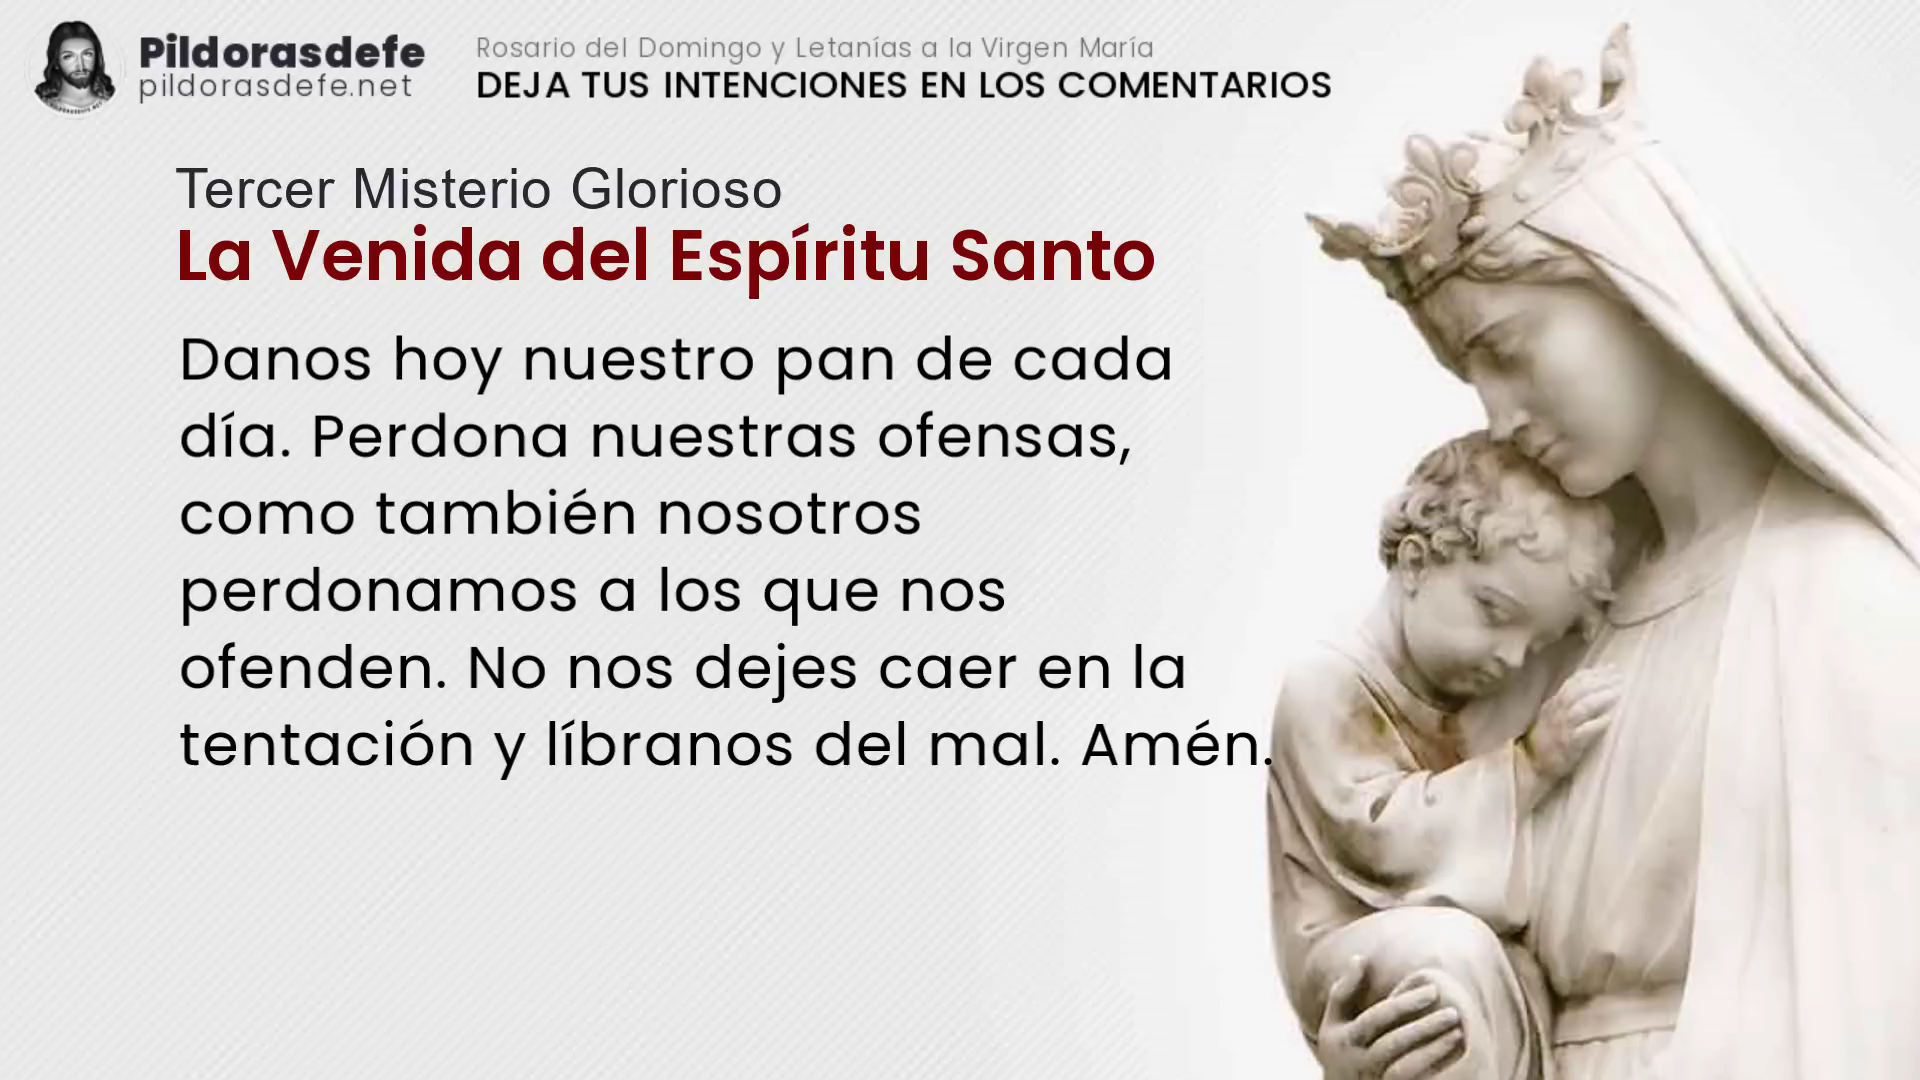 Pildorasdefe
pildorasdefe.net
Rosario del Domingo y Letanías a la Virgen María
DEJA TUS INTENCIONES EN LOS COMENTARIOS
Tercer Misterio Glorioso
La Venida del Espíritu Santo
Danos hoy nuestro pan de cada
día. Perdona nuestras ofensas,
como también nosotros
perdonamos a los que nos
ofenden. No nos dejes caer en la
tentación y líbranos del mal. Amén.